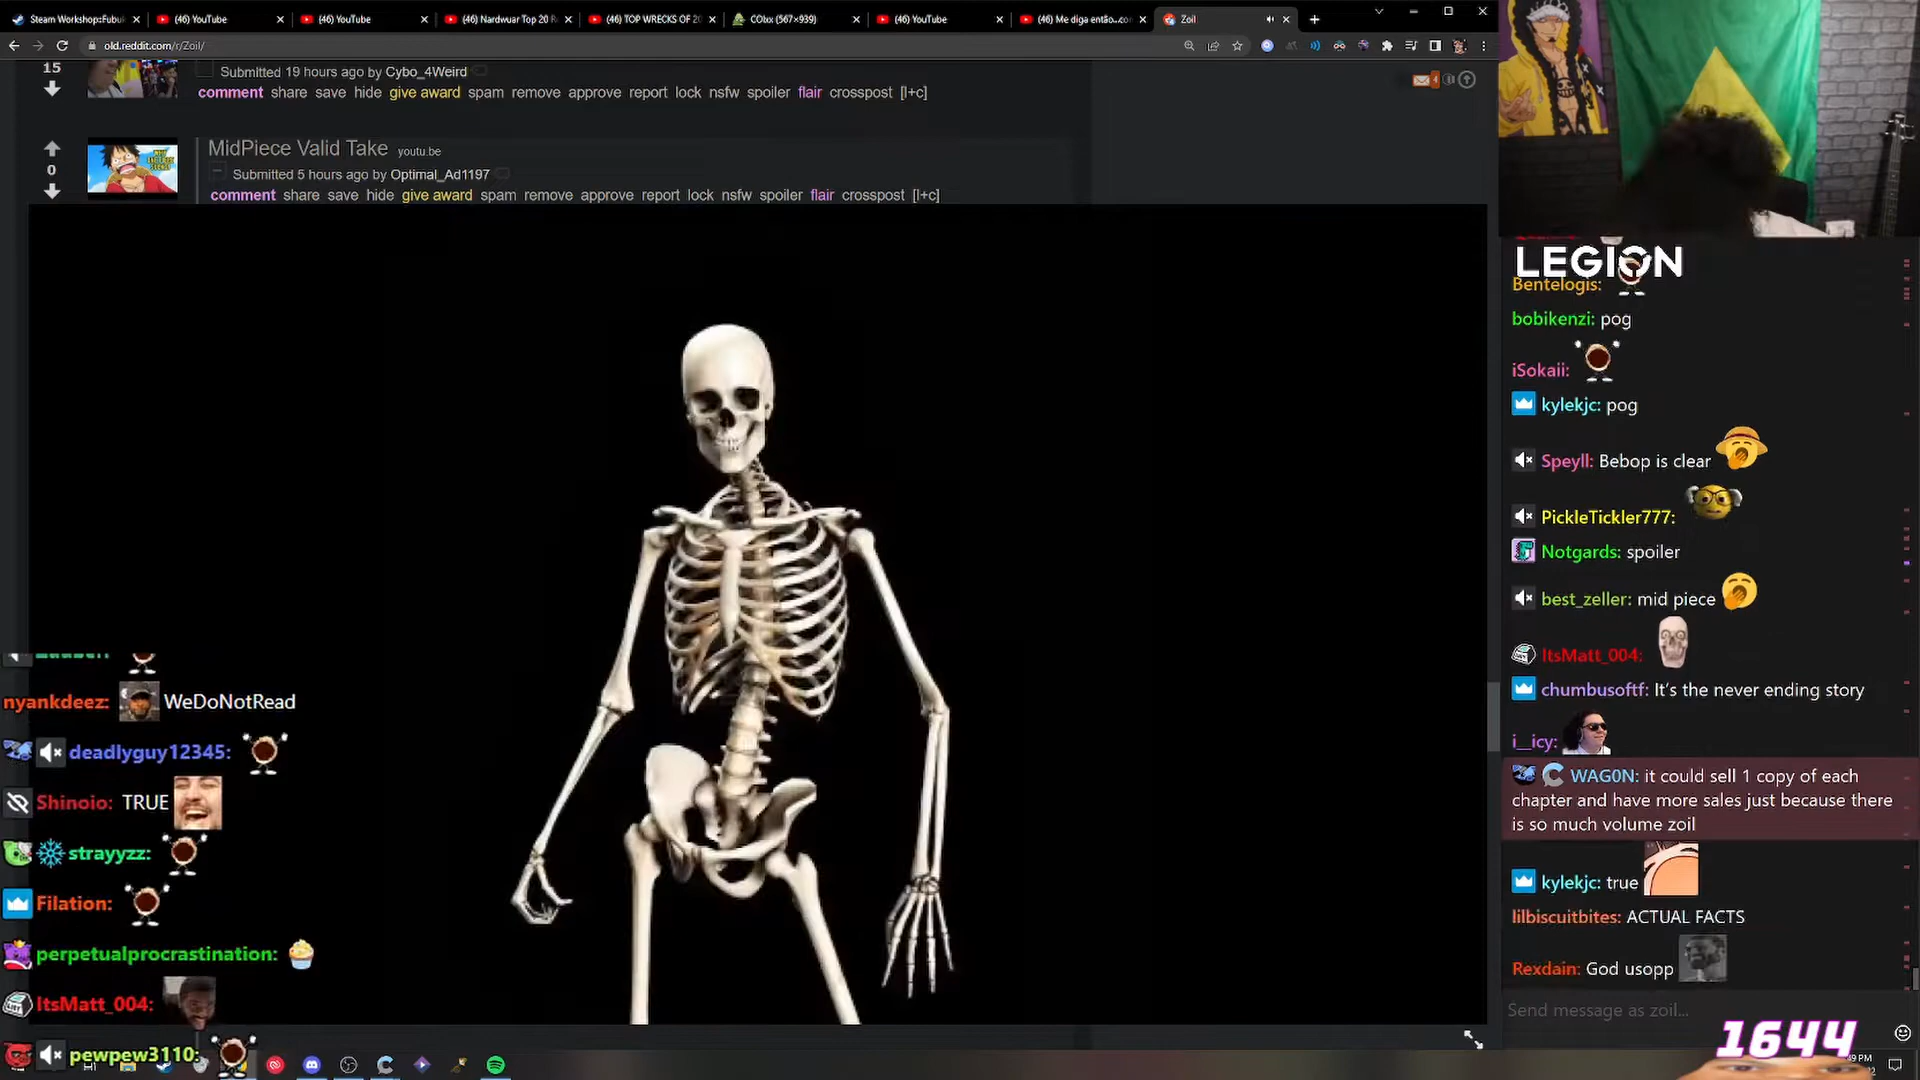 Steam Workshop::Fubuk
(46) YouTube
(46) YouTube
(46) Nardwuar Top 20 R
(46) TOP WRECKS OF 20
COlxx (567×939)
(46) YouTube
(46) Me diga então...co
Zoil
old.reddit.com/r/Zoil/
15
Submitted 19 hours ago by Cybo_4Weird
comment share save hide give award spam remove approve report lock nsfw spoiler flair crosspost [l+c]
MidPiece Valid Take youtu.be
0
Submitted 5 hours ago by Optimal_Ad1197
comment share save hide give award spam remove approve report lock nsfw spoiler flair crosspost [l+c]
nyankdeez: WeDoNotRead
deadlyguy12345:
Shinoio: TRUE
strayyzz:
Filation:
perpetualprocrastination:
ItsMatt_004:
pewpew3110:
LEGION
Bentelogis:
bobikenzi: pog
iSokaii:
kylekjc: pog
Speyll: Bebop is clear
PickleTickler777:
Notgards: spoiler
best_zeller: mid piece
ItsMatt_004:
chumbusoftf: It's the never ending story
i__icy:
WAG0N: it could sell 1 copy of each
chapter and have more sales just because there
is so much volume zoil
kylekjc: true
lilbiscuitbites: ACTUAL FACTS
Rexdain: God usopp
Send message as zoil...
1644